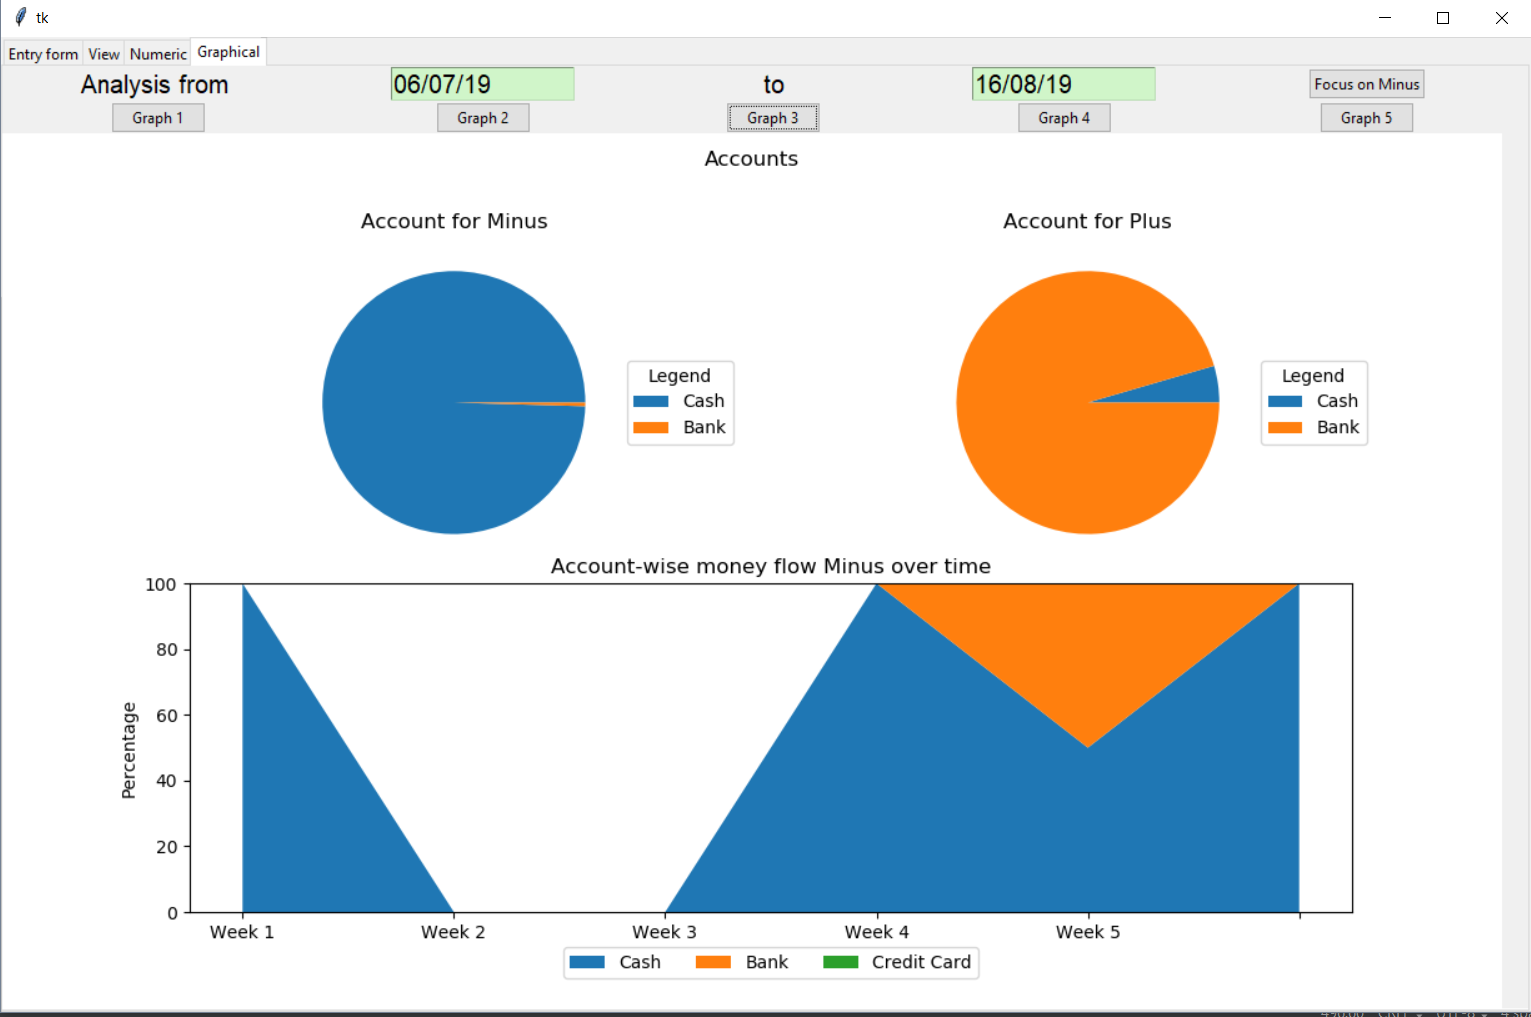 tk
Entry form View Numeric Graphical
Analysis from 06/07/19 to 16/08/19 Focus on Minus
Graph 1 Graph 2 Graph 3 Graph 4 Graph 5
Accounts
Account for Minus Account for Plus
Legend Legend
Cash Cash
Bank Bank
Account-wise money flow Minus over time
100
80
60
40
20
0
Percentage
Week 1 Week 2 Week 3 Week 4 Week 5
Cash Bank Credit Card